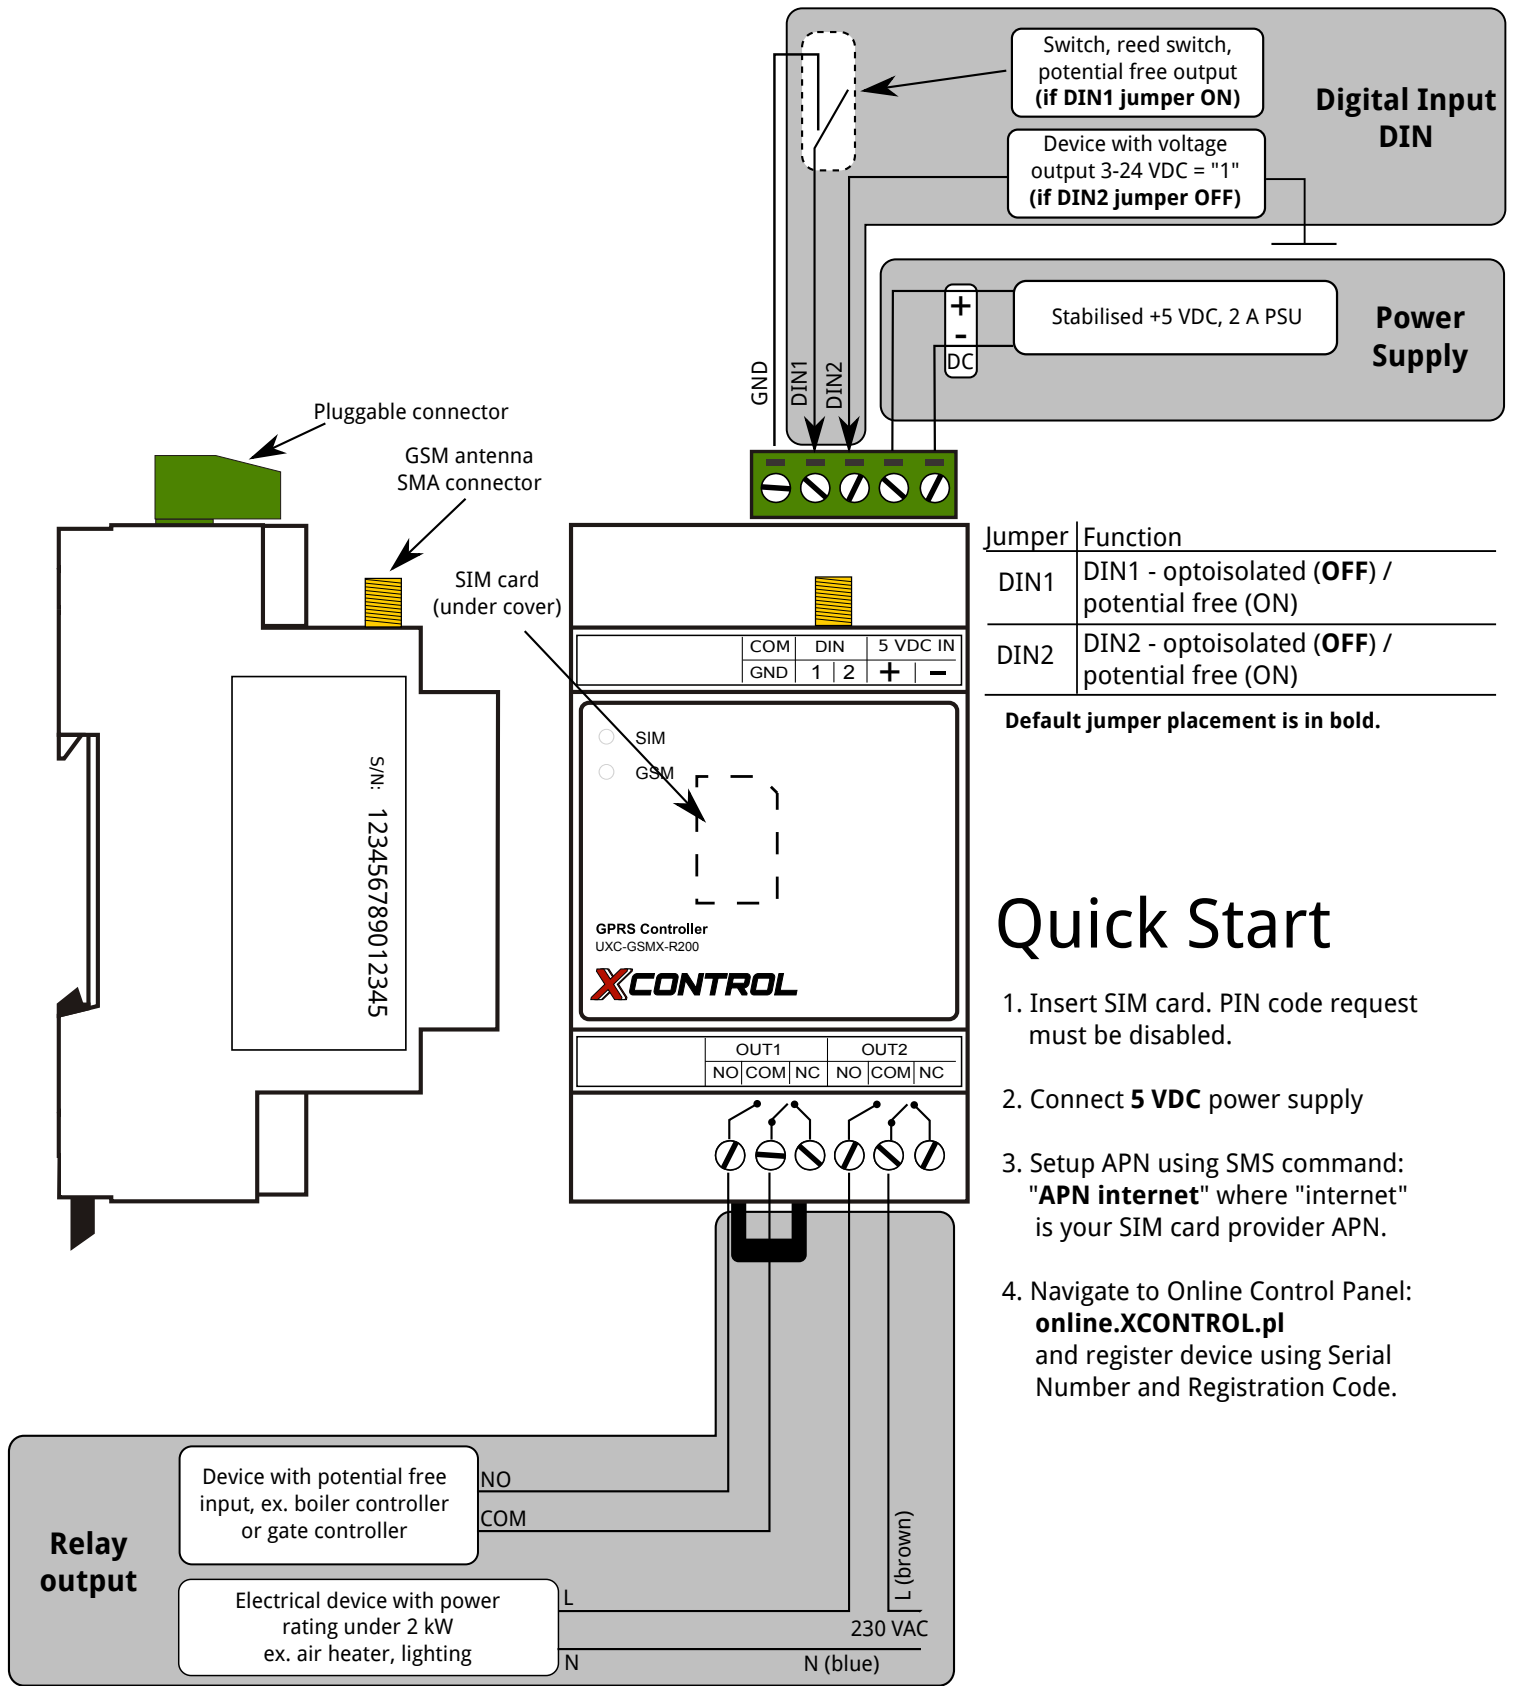 Switch, reed switch,
potential free output
(if DIN1 jumper ON)
Digital Input
DIN
Device with voltage
output 3-24 VDC = "1"
(if DIN2 jumper OFF)
+
-
DC
Stabilised +5 VDC, 2 A PSU
Power
Supply
GND
DIN1
DIN2
Pluggable connector
GSM antenna
SMA connector
SIM card
(under cover)
Jumper Function
DIN1
DIN1 - optoisolated (OFF) /
potential free (ON)
DIN2
DIN2 - optoisolated (OFF) /
potential free (ON)
Default jumper placement is in bold.
COM DIN 5 VDC IN
GND 1 2 + -
SIM
GSM
S/N: 123456789012345
GPRS Controller
UXC-GSMX-R200
XCONTROL
OUT1 OUT2
NO COM NC NO COM NC
Quick Start
1. Insert SIM card. PIN code request
must be disabled.
2. Connect 5 VDC power supply
3. Setup APN using SMS command:
"APN internet" where "internet"
is your SIM card provider APN.
4. Navigate to Online Control Panel:
online.XCONTROL.pl
and register device using Serial
Number and Registration Code.
Relay
output
Device with potential free
input, ex. boiler controller
or gate controller
NO
COM
Electrical device with power
rating under 2 kW
ex. air heater, lighting
L
N
L (brown)
230 VAC
N (blue)